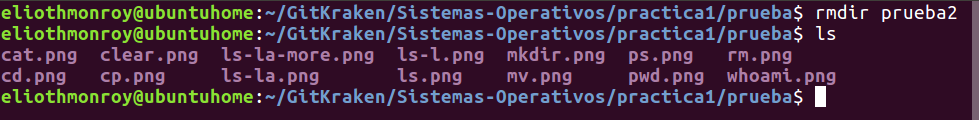 eliothmonroy@ubuntuhome:~/GitKraken/Sistemas-Operativos/practica1/prueba$ rmdir prueba2
eliothmonroy@ubuntuhome:~/GitKraken/Sistemas-Operativos/practica1/prueba$ ls
cat.png  clear.png  ls-la-more.png  ls-l.png  mkdir.png  ps.png   rm.png
cd.png   cp.png     ls-la.png       ls.png    mv.png     pwd.png  whoami.png
eliothmonroy@ubuntuhome:~/GitKraken/Sistemas-Operativos/practica1/prueba$